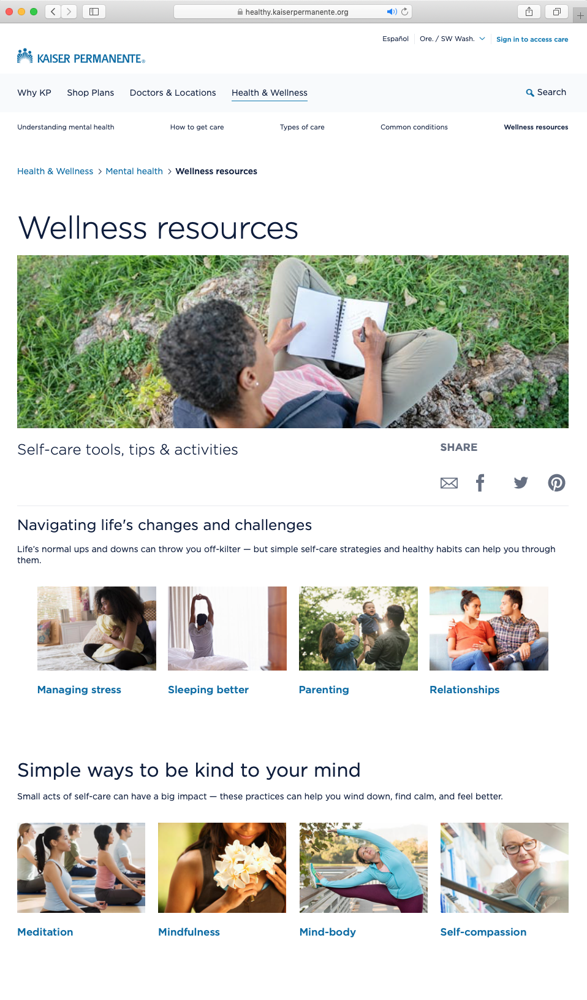 healthy.kaiserpermanente.org
Español
Ore. / SW Wash.
Sign in to access care
KAISER PERMANENTE®
Why KP
Shop Plans
Doctors & Locations
Health & Wellness
Search
Understanding mental health
How to get care
Types of care
Common conditions
Wellness resources
Health & Wellness > Mental health > Wellness resources
Wellness resources
Self-care tools, tips & activities
SHARE
Navigating life's changes and challenges
Life’s normal ups and downs can throw you off-kilter — but simple self-care strategies and healthy habits can help you through
them.
Managing stress
Sleeping better
Parenting
Relationships
Simple ways to be kind to your mind
Small acts of self-care can have a big impact — these practices can help you wind down, find calm, and feel better.
Meditation
Mindfulness
Mind-body
Self-compassion